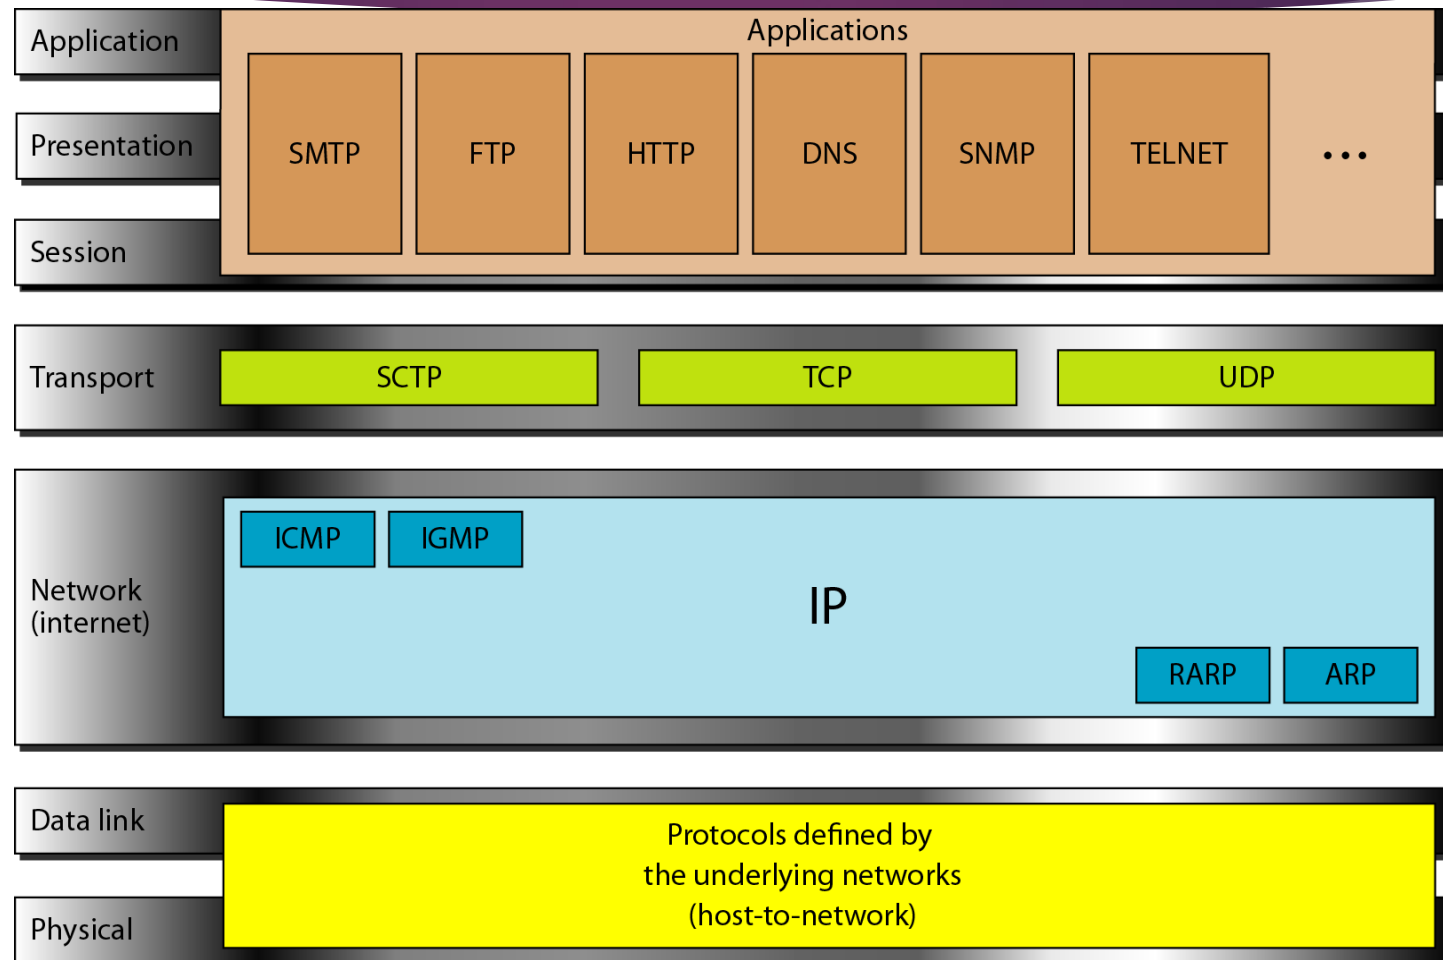 Application
Applications
Presentation
SMTP
FTP
HTTP
DNS
SNMP
TELNET
...
Session
Transport
SCTP
TCP
UDP
Network
(internet)
ICMP
IGMP
IP
RARP
ARP
Data link
Protocols defined by
the underlying networks
(host-to-network)
Physical